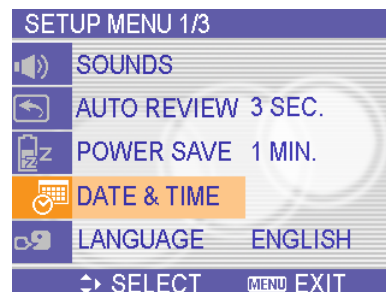 SETUP MENU 1/3
SOUNDS
AUTO REVIEW 3 SEC.
POWER SAVE 1 MIN.
DATE & TIME
LANGUAGE ENGLISH
SELECT MENU EXIT